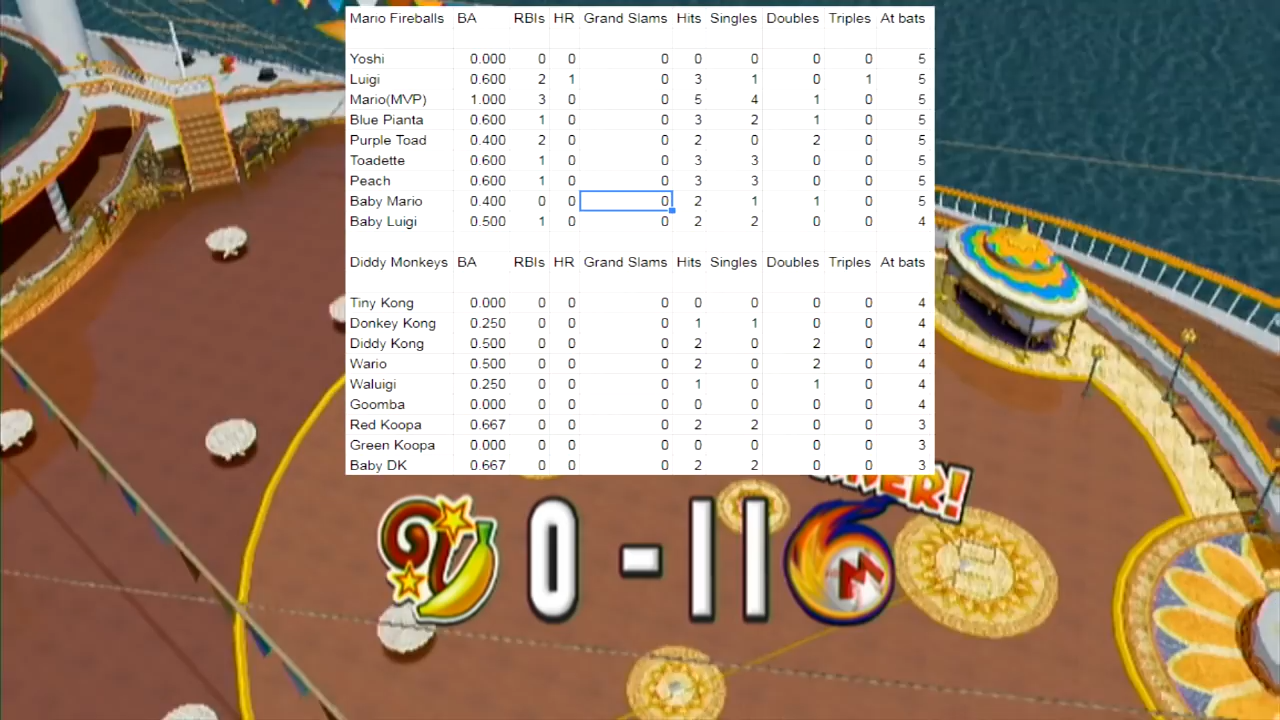 Mario Fireballs BA RBIs HR Grand Slams Hits Singles Doubles Triples At bats
Yoshi 0.000 0 0 0 0 0 0 0 5
Luigi 0.600 2 1 0 3 1 0 1 5
Mario(MVP) 1.000 3 0 0 5 4 1 0 5
Blue Pianta 0.600 1 0 0 3 2 1 0 5
Purple Toad 0.400 2 0 0 2 0 2 0 5
Toadette 0.600 1 0 0 3 3 0 0 5
Peach 0.600 1 0 0 3 3 0 0 5
Baby Mario 0.400 0 0 0 2 1 1 0 5
Baby Luigi 0.500 1 0 0 2 2 0 0 4
Diddy Monkeys BA RBIs HR Grand Slams Hits Singles Doubles Triples At bats
Tiny Kong 0.000 0 0 0 0 0 0 0 4
Donkey Kong 0.250 0 0 0 1 1 0 0 4
Diddy Kong 0.500 0 0 0 2 0 2 0 4
Wario 0.500 0 0 0 2 0 2 0 4
Waluigi 0.250 0 0 0 1 0 1 0 4
Goomba 0.000 0 0 0 0 0 0 0 4
Red Koopa 0.667 0 0 0 2 2 0 0 3
Green Koopa 0.000 0 0 0 0 0 0 0 3
Baby DK 0.667 0 0 0 2 2 0 0 3
0 - 11 M